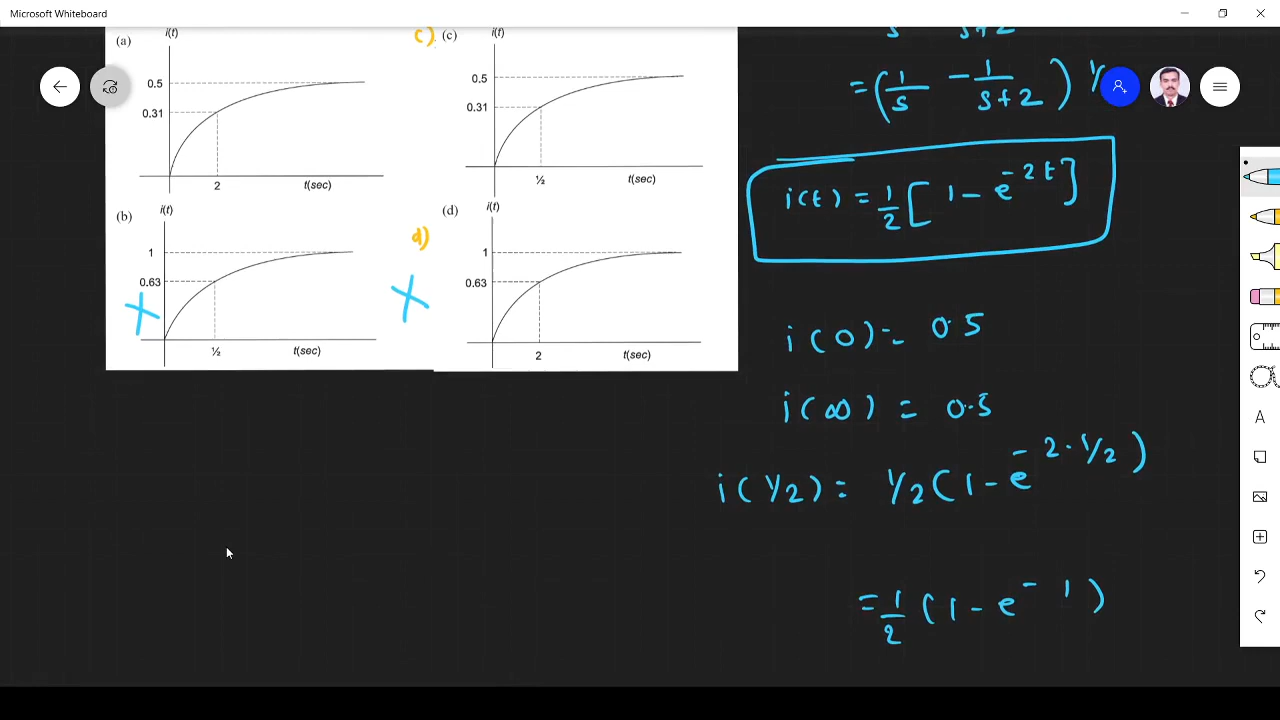 Microsoft Whiteboard
(a)
i(t)
0.5
0.31
2
t(sec)
c)
(c)
i(t)
0.5
0.31
½
t(sec)
(b)
i(t)
1
0.63
½
t(sec)
d)
(d)
i(t)
1
0.63
2
t(sec)
s s+2
= (1/s - 1/s+2)
i(t) = 1/2 [1 - e^-2t]
i(0) = 0.5
i(∞) = 0.5
i(1/2) = 1/2 (1 - e^-2.1/2)
= 1/2 (1 - e^-1)
A